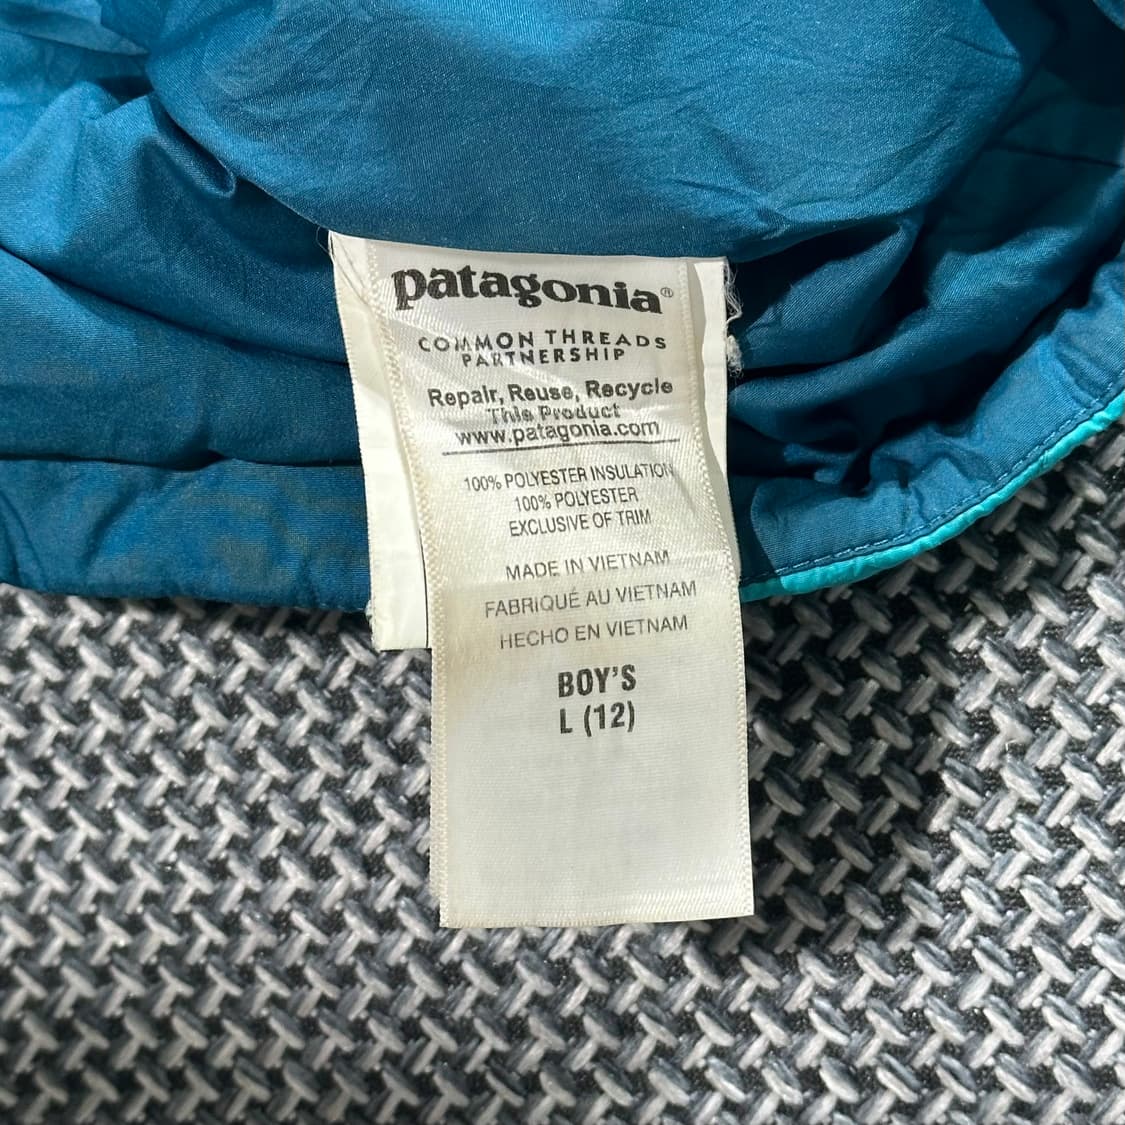 patagonia®
COMMON THREADS
PARTNERSHIP
Repair, Reuse, Recycle
This Product
www.patagonia.com
100% POLYESTER INSULATION
100% POLYESTER
EXCLUSIVE OF TRIM
MADE IN VIETNAM
FABRIQUÉ AU VIETNAM
HECHO EN VIETNAM
BOY'S
L (12)